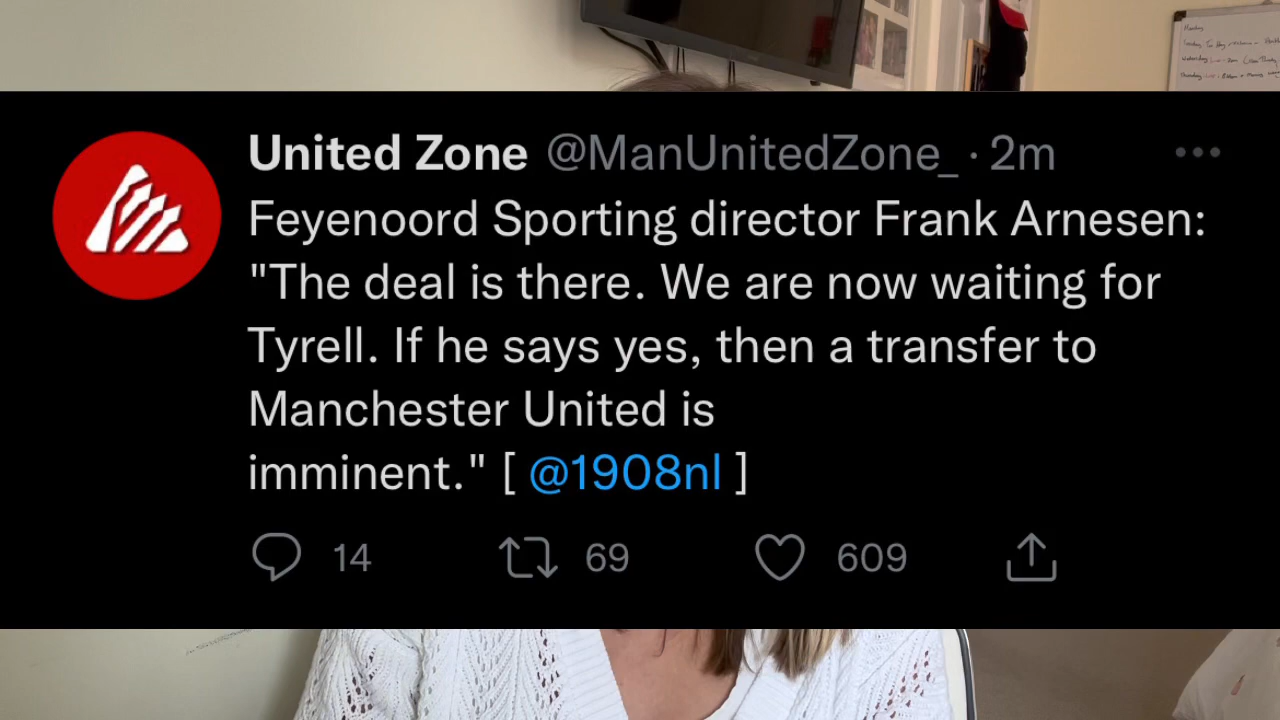 United Zone @ManUnitedZone_ · 2m
Feyenoord Sporting director Frank Arnesen:
"The deal is there. We are now waiting for
Tyrell. If he says yes, then a transfer to
Manchester United is
imminent." [ @1908nl ]
14 69 609